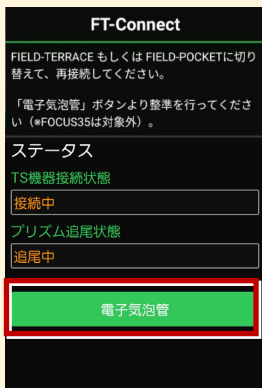 FT-Connect
FIELD-TERRACE もしくは FIELD-POCKETに切り
替えて、再接続してください。
「電子気泡管」ボタンより整準を行ってくださ
い（※FOCUS35は対象外）。
ステータス
TS機器接続状態
接続中
プリズム追尾状態
追尾中
電子気泡管